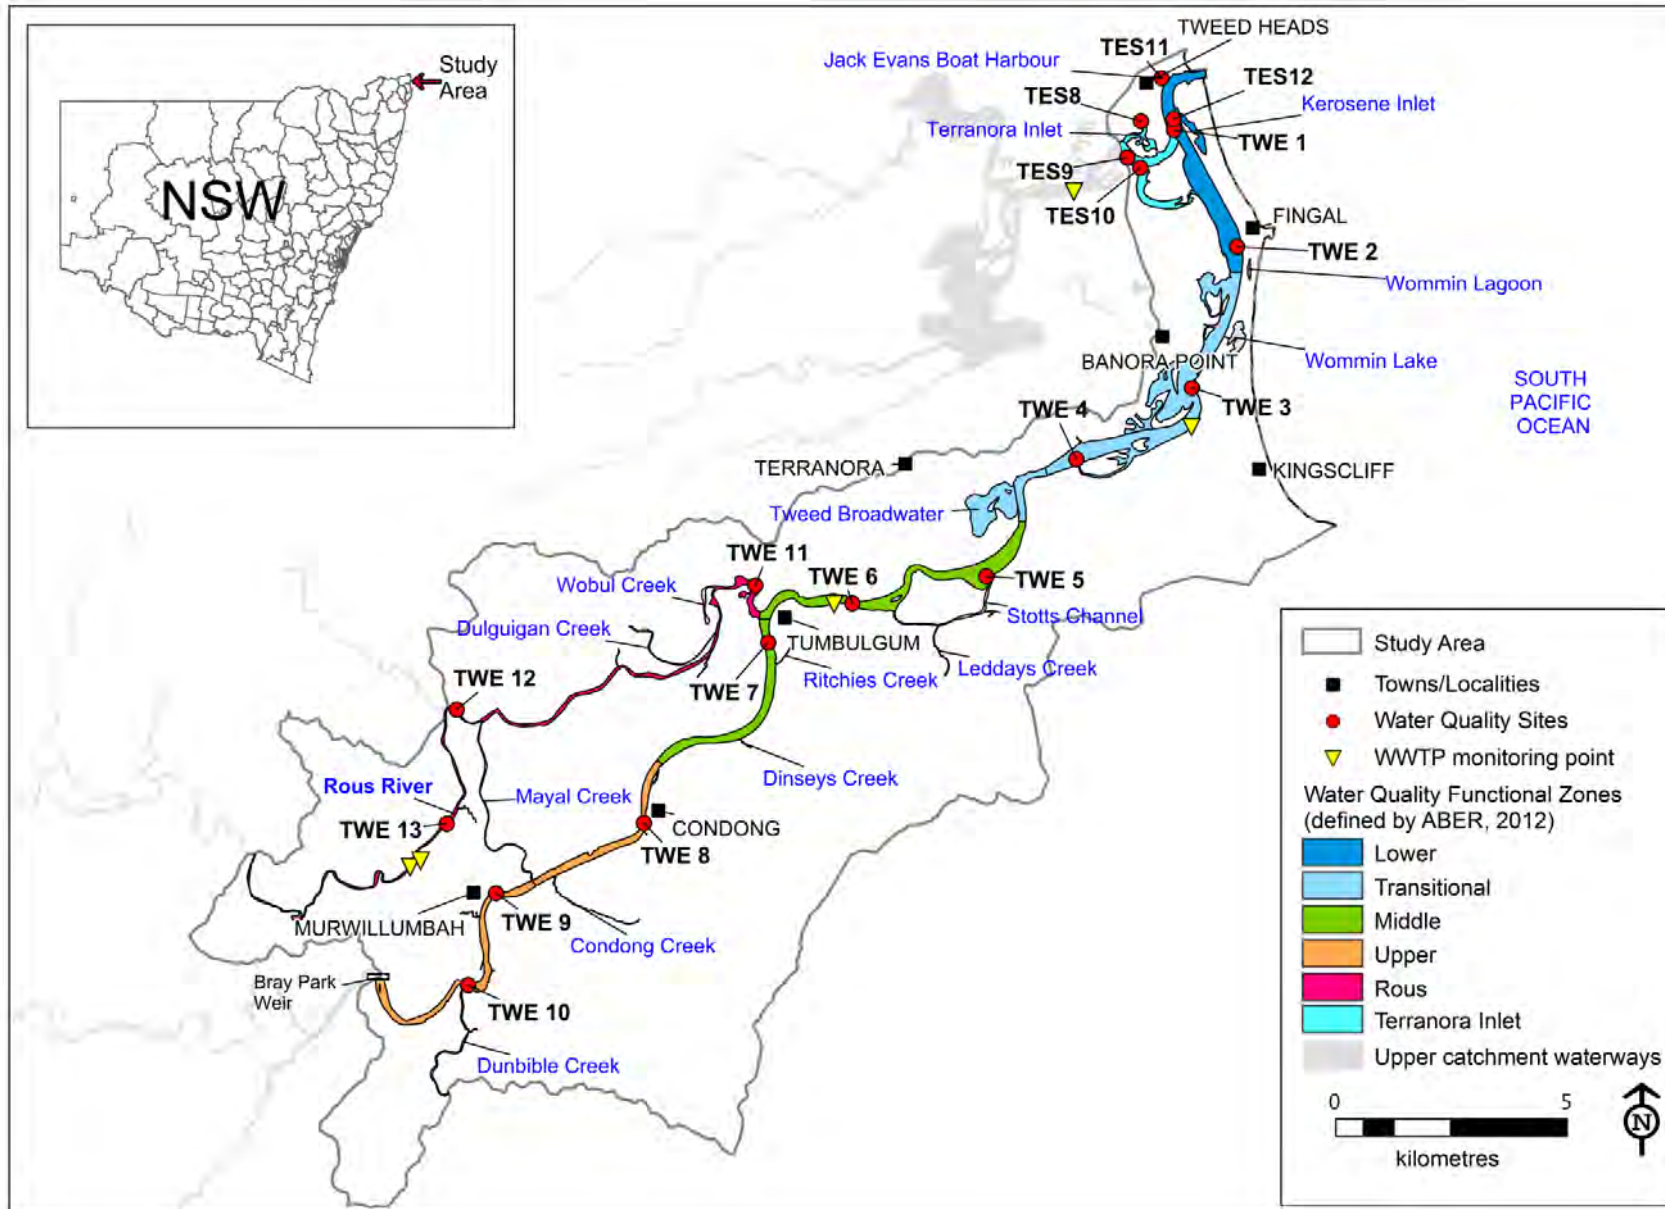 Study
Area
NSW
TWEED HEADS
TES11
Jack Evans Boat Harbour
TES12
TES8
Kerosene Inlet
Terranora Inlet
TWE 1
TES9
TES10
FINGAL
TWE 2
Wommin Lagoon
BANORA POINT
Wommin Lake
SOUTH
PACIFIC
OCEAN
TWE 3
TWE 4
TERRANORA
KINGSCLIFF
Tweed Broadwater
TWE 11
TWE 6
TWE 5
Wobul Creek
Stotts Channel
Dulguigan Creek
TUMBULGUM
Leddays Creek
Ritchies Creek
TWE 7
TWE 12
Dinseys Creek
Rous River
Mayal Creek
TWE 13
CONDONG
TWE 8
MURWILLUMBAH
TWE 9
Condong Creek
Bray Park
Weir
TWE 10
Dunbible Creek
Study Area
Towns/Localities
Water Quality Sites
WWTP monitoring point
Water Quality Functional Zones
(defined by ABER, 2012)
Lower
Transitional
Middle
Upper
Rous
Terranora Inlet
Upper catchment waterways
0 5
kilometres
N